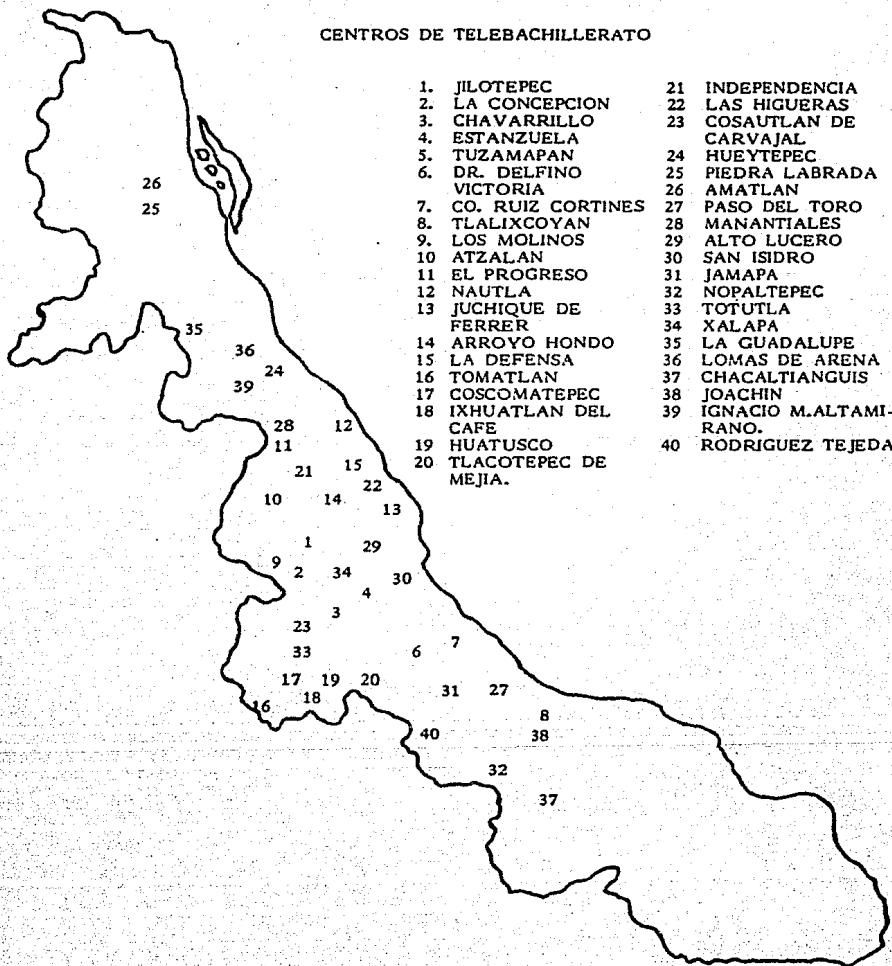 CENTROS DE TELEBACHILLERATO
1. JILOTEPEC
2. LA CONCEPCION
3. CHAVARRILLO
4. ESTANZUELA
5. TUZAMAPAN
6. DR. DELFINO
VICTORIA
7. CO. RUIZ CORTINES
8. TLALIXCOYAN
9. LOS MOLINOS
10 ATZALAN
11 EL PROGRESO
12 NAUTLA
13 JUCHIQUE DE
FERRER
14 ARROYO HONDO
15 LA DEFENSA
16 TOMATLAN
17 COSCOMATEPEC
18 IXHUATLAN DEL
CAFE
19 HUATUSCO
20 TLACOTEPEC DE
MEJIA.
21 INDEPENDENCIA
22 LAS HIGUERAS
23 COSAUTLAN DE
CARVAJAL
24 HUEYTEPEC
25 PIEDRA LABRADA
26 AMATLAN
27 PASO DEL TORO
28 MANANTIALES
29 ALTO LUCERO
30 SAN ISIDRO
31 JAMAPA
32 NOPALTEPEC
33 TOTUTLA
34 XALAPA
35 LA GUADALUPE
36 LOMAS DE ARENA
37 CHACALTIANGUIS
38 JOACHIN
39 IGNACIO M.ALTAMI-
RANO.
40 RODRIGUEZ TEJEDA
26
25
35
36
24
39
28 12
11
15
21
22
10 14
13
1
29
9
2 34
30
4
3
23
7
33 6
17 19 20
31 27
18
16
8
40 38
32
37